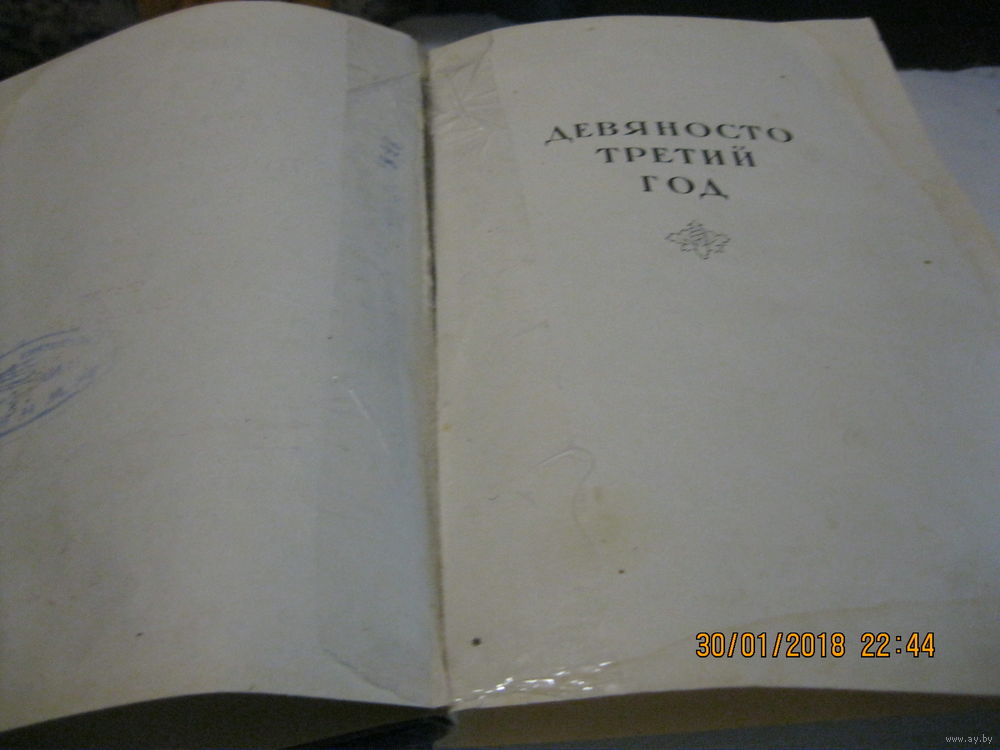 ДЕВЯНОСТО
ТРЕТИЙ
ГОД
30/01/2018 22:44
www.ay.by